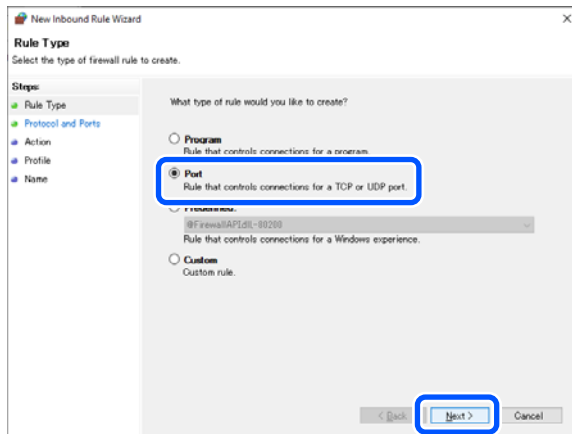 New Inbound Rule Wizard
Rule Type
Select the type of firewall rule to create.
Steps:
Rule Type
Protocol and Ports
Action
Profile
Name
What type of rule would you like to create?
Program
Rule that controls connections for a program.
Port
Rule that controls connections for a TCP or UDP port.
Predefined:
@FirewallAPI.dll,-80200
Rule that controls connections for a Windows experience.
Custom
Custom rule.
< Back
Next >
Cancel